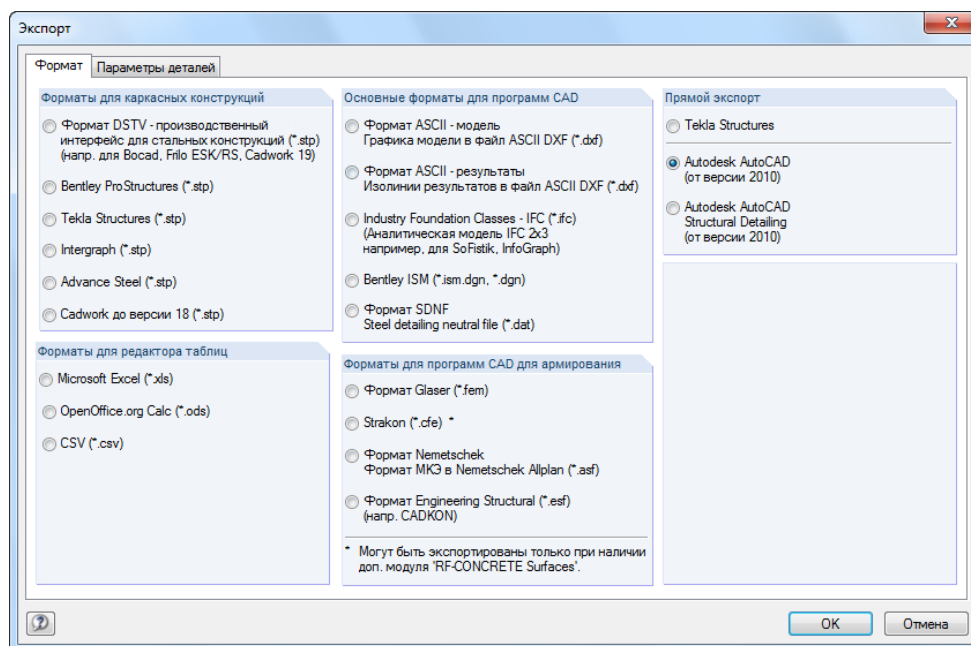 Экспорт
Формат
Параметры деталей
Форматы для каркасных конструкций
Формат DSTV - производственный
интерфейс для стальных конструкций (*.stp)
(напр. для Bocad, Frilo ESK/RS, Cadwork 19)
Bentley ProStructures (*.stp)
Tekla Structures (*.stp)
Intergraph (*.stp)
Advance Steel (*.stp)
Cadwork до версии 18 (*.stp)
Форматы для редактора таблиц
Microsoft Excel (*.xls)
OpenOffice.org Calc (*.ods)
CSV (*.csv)
Основные форматы для программ CAD
Формат ASCII - модель
Графика модели в файл ASCII DXF (*.dxf)
Формат ASCII - результаты
Изолинии результатов в файл ASCII DXF (*.dxf)
Industry Foundation Classes - IFC (*.ifc)
(Аналитическая модель IFC 2x3
например, для SoFistik, InfoGraph)
Bentley ISM (*.ism.dgn, *.dgn)
Формат SDNF
Steel detailing neutral file (*.dat)
Форматы для программ CAD для армирования
Формат Glaser (*.fem)
Strakon (*.cfe) *
Формат Nemetschek
Формат МКЭ в Nemetschek Allplan (*.asf)
Формат Engineering Structural (*.esf)
(напр. CADKON)
* Могут быть экспортированы только при наличии
доп. модуля 'RF-CONCRETE Surfaces'.
Прямой экспорт
Tekla Structures
Autodesk AutoCAD
(от версии 2010)
Autodesk AutoCAD
Structural Detailing
(от версии 2010)
OK
Отмена